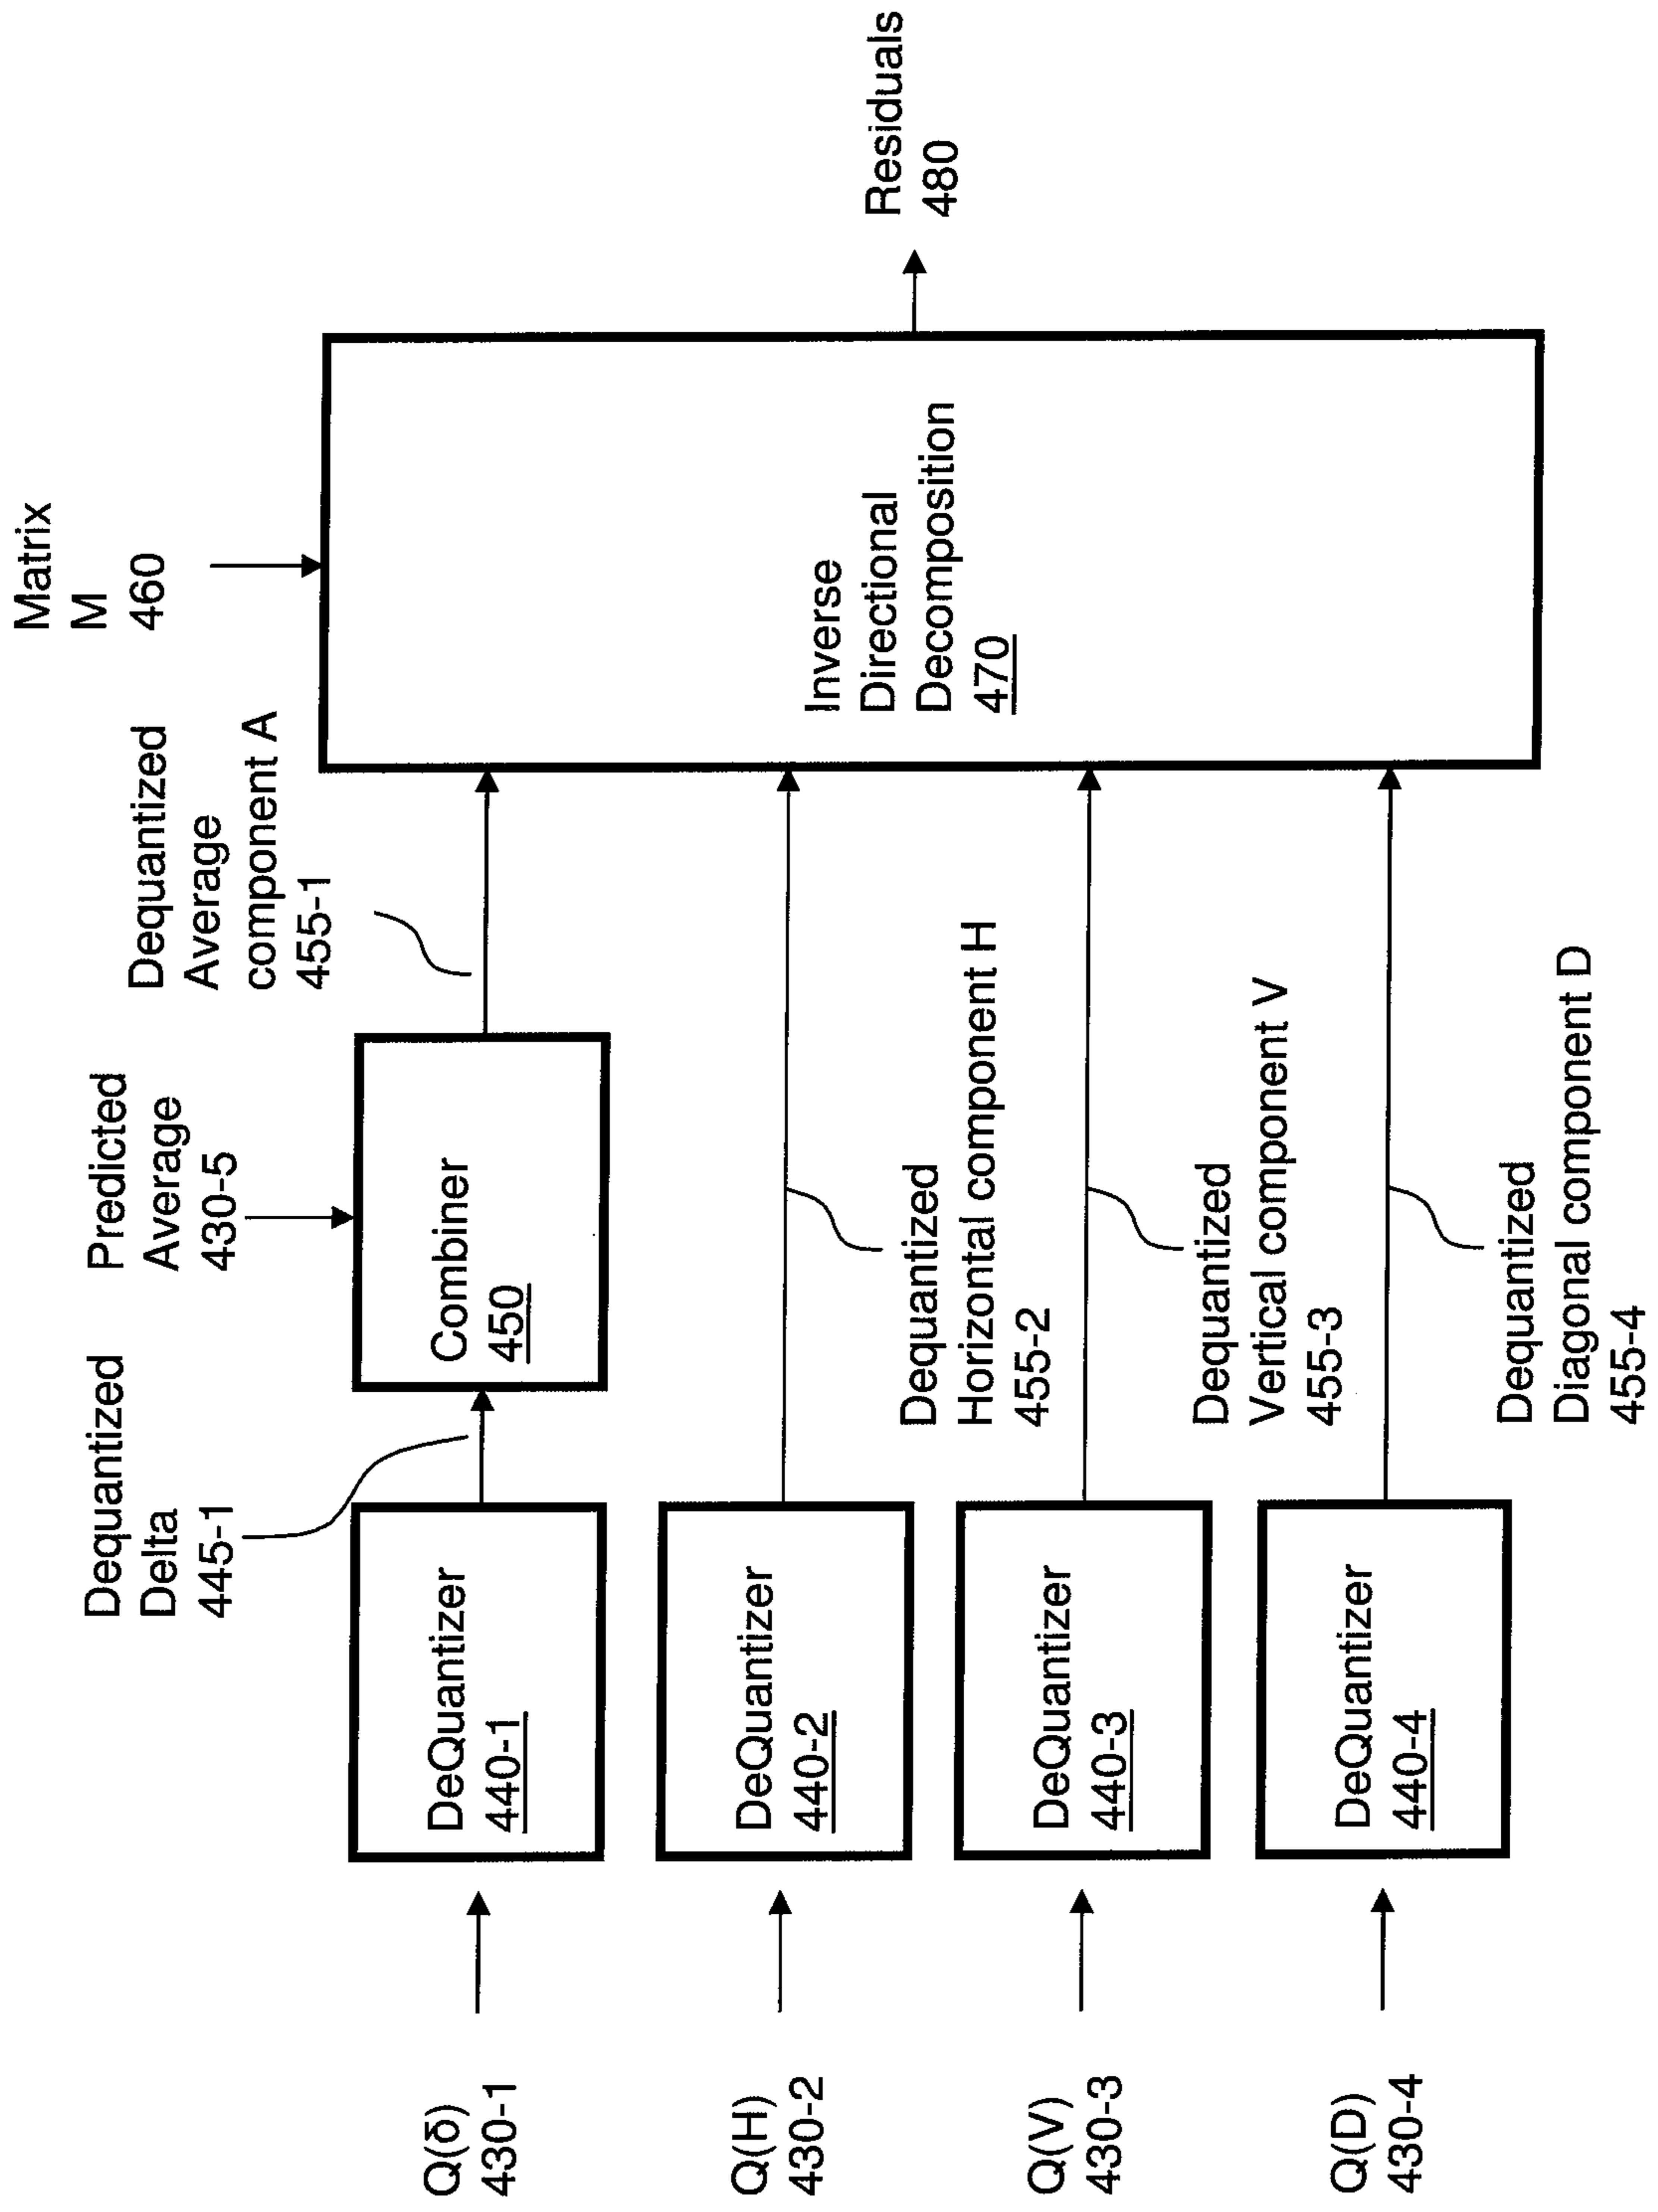 Q(δ)
430-1
Q(H)
430-2
Q(V)
430-3
Q(D)
430-4
DeQuantizer
440-1
DeQuantizer
440-2
DeQuantizer
440-3
DeQuantizer
440-4
Dequantized
Delta
445-1
Predicted
Average
430-5
Combiner
450
Dequantized
Average
component A
455-1
Dequantized
Horizontal component H
455-2
Dequantized
Vertical component V
455-3
Dequantized
Diagonal component D
455-4
Matrix
M
460
Inverse
Directional
Decomposition
470
Residuals
480